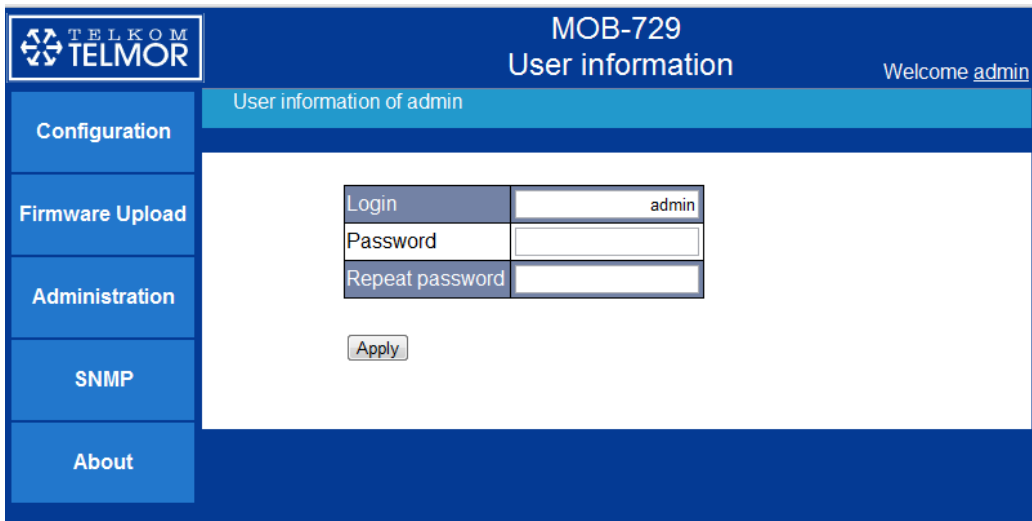 TELKOM
TELMOR
MOB-729
User information
Welcome admin
Configuration
Firmware Upload
Administration
SNMP
About
User information of admin
Login admin
Password
Repeat password
Apply